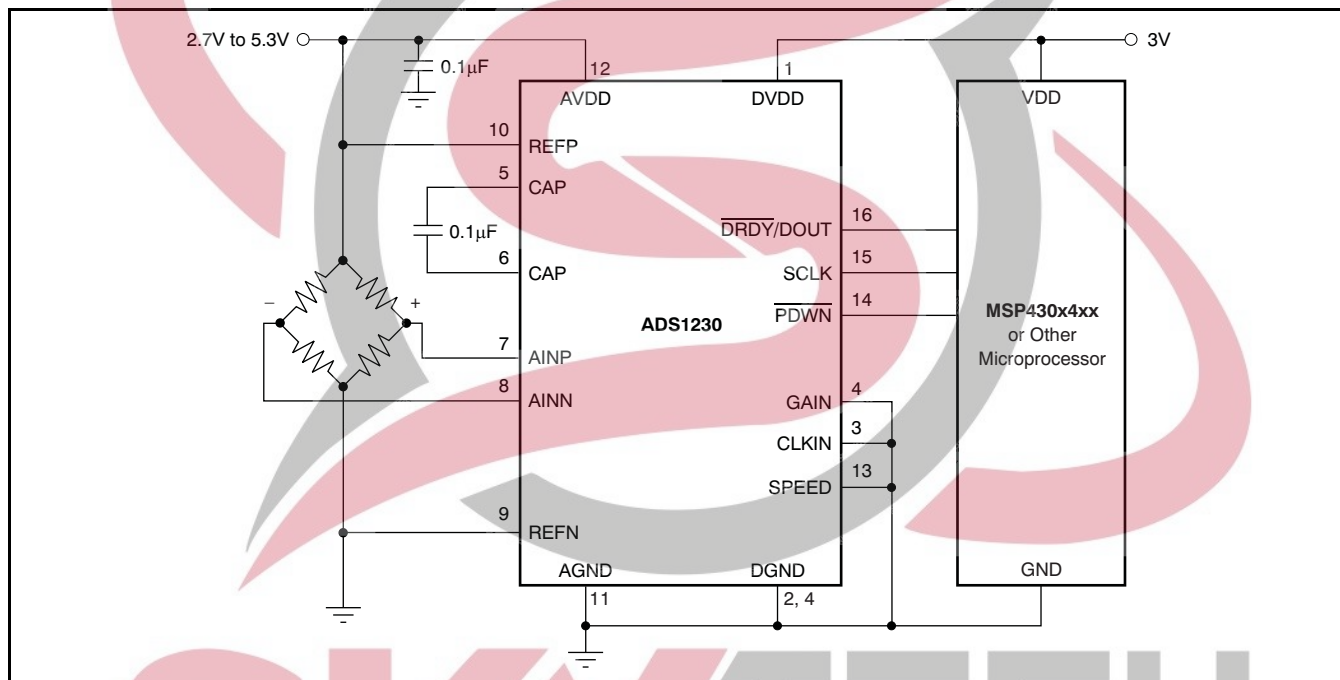 2.7V to 5.3V
3V
0.1µF
12
1
AVDD
DVDD
VDD
10
REFP
5
CAP
0.1µF
6
CAP
16
DRDY/DOUT
15
SCLK
14
PDWN
−
+
ADS1230
MSP430x4xx
or Other
Microprocessor
7
AINP
8
AINN
4
GAIN
3
CLKIN
13
SPEED
9
REFN
AGND
DGND
GND
11
2, 4